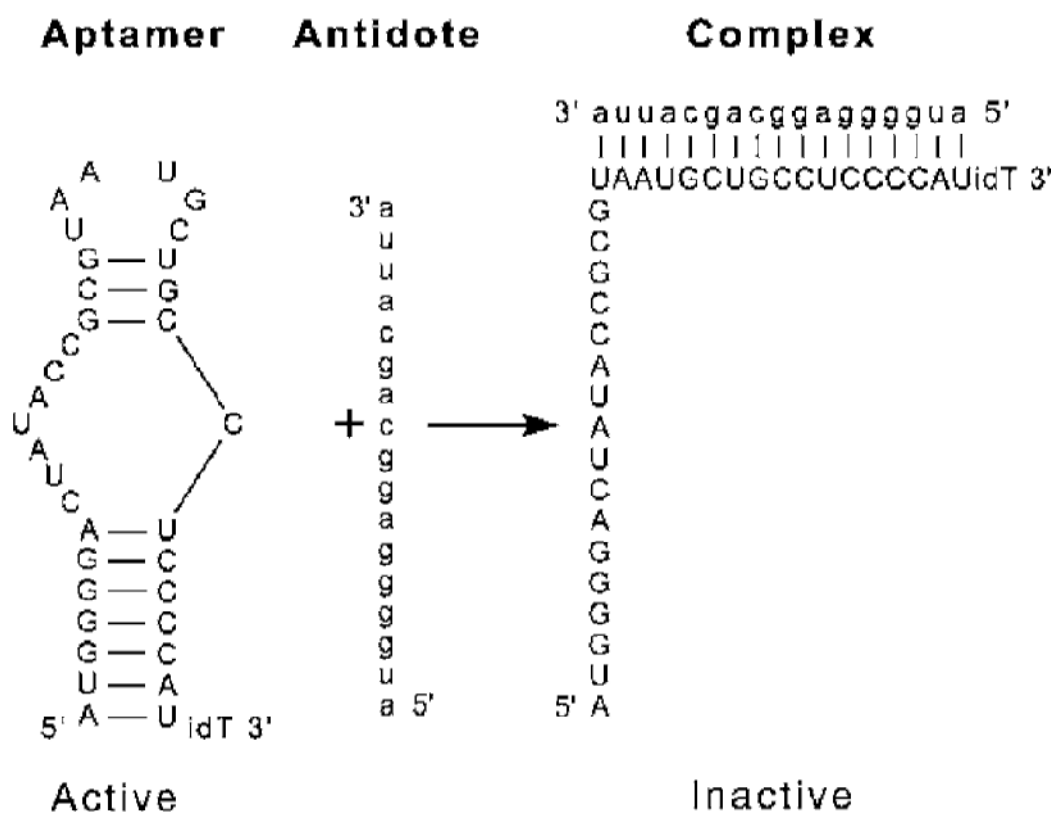 Aptamer Antidote Complex
A A U
A U G C G C C A U A U C A G G G G U
5' A
U G C U G C C U C C C C A U idT 3'
Active
3' a u u a c g a c g g a g g g g u a 5'
+
3' auuacgacggaggggua 5'
UAAUGCUGCCUCCCCAUidT 3'
G
C
G
C
C
A
U
A
U
C
A
G
G
G
G
U
5' A
Inactive